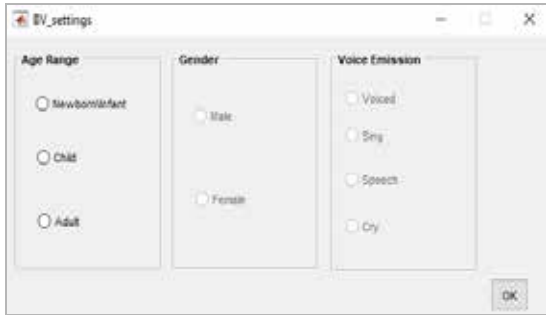 BV_settings
Age Range
Newborn\Infant
Child
Adult
Gender
Male
Female
Voice Emission
Voiced
Sing
Speech
Cry
OK